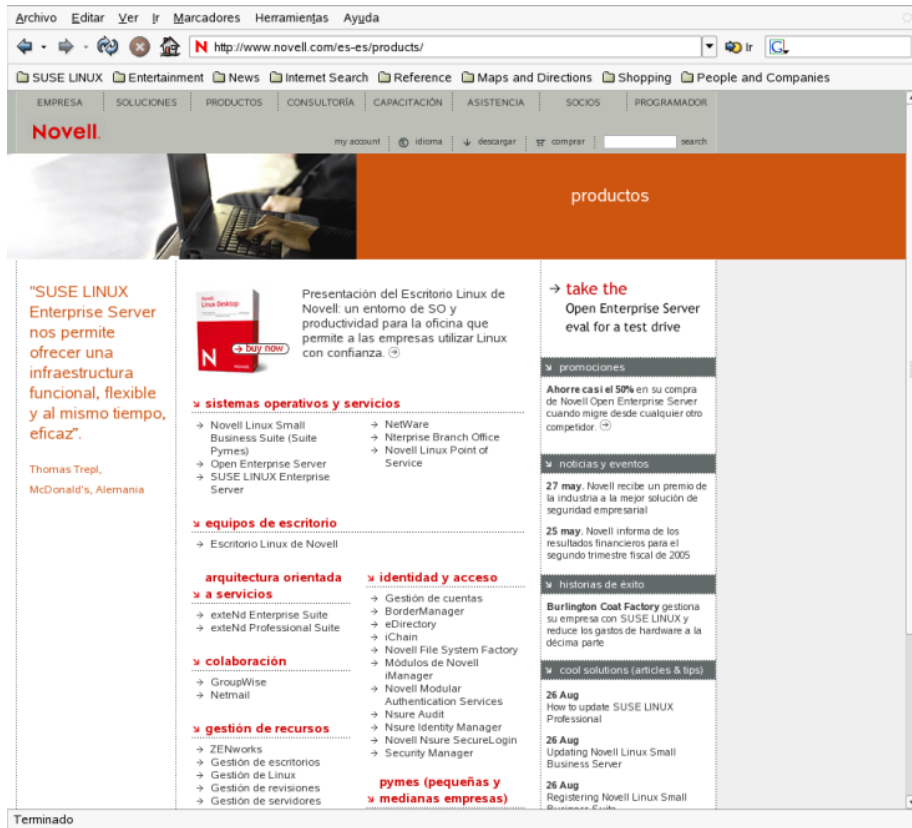 Archivo Editar Ver Ir Marcadores Herramientas Ayuda
http://www.novell.com/es-es/products/ Ir
SUSE LINUX Entertainment News Internet Search Reference Maps and Directions Shopping People and Companies
EMPRESA SOLUCIONES PRODUCTOS CONSULTORÍA CAPACITACIÓN ASISTENCIA SOCIOS PROGRAMADOR
Novell.
my account idioma descargar comprar search
productos
"SUSE LINUX
Enterprise Server
nos permite
ofrecer una
infraestructura
funcional, flexible
y al mismo tiempo,
eficaz".
Thomas Trepl,
McDonald's, Alemania
Novell
Linux Desktop
N
buy now
Presentación del Escritorio Linux de
Novell: un entorno de SO y
productividad para la oficina que
permite a las empresas utilizar Linux
con confianza.
sistemas operativos y servicios
Novell Linux Small
Business Suite (Suite
Pymes)
Open Enterprise Server
SUSE LINUX Enterprise
Server
NetWare
Nterprise Branch Office
Novell Linux Point of
Service
equipos de escritorio
Escritorio Linux de Novell
arquitectura orientada
a servicios
exteNd Enterprise Suite
exteNd Professional Suite
colaboración
GroupWise
Netmail
gestión de recursos
ZENworks
Gestión de escritorios
Gestión de Linux
Gestión de revisiones
Gestión de servidores
identidad y acceso
Gestión de cuentas
BorderManager
eDirectory
iChain
Novell File System Factory
Módulos de Novell
iManager
Novell Modular
Authentication Services
Nsure Audit
Nsure Identity Manager
Novell Nsure SecureLogin
Security Manager
pymes (pequeñas y
medianas empresas)
take the
Open Enterprise Server
eval for a test drive
promociones
Ahorre casi el 50% en su compra
de Novell Open Enterprise Server
cuando migre desde cualquier otro
competidor.
noticias y eventos
27 may. Novell recibe un premio de
la industria a la mejor solución de
seguridad empresarial
25 may. Novell informa de los
resultados financieros para el
segundo trimestre fiscal de 2005
historias de éxito
Burlington Coat Factory gestiona
su empresa con SUSE LINUX y
reduce los gastos de hardware a la
décima parte
cool solutions (articles & tips)
26 Aug
How to update SUSE LINUX
Professional
26 Aug
Updating Novell Linux Small
Business Server
26 Aug
Registering Novell Linux Small
Business Suite
Terminado